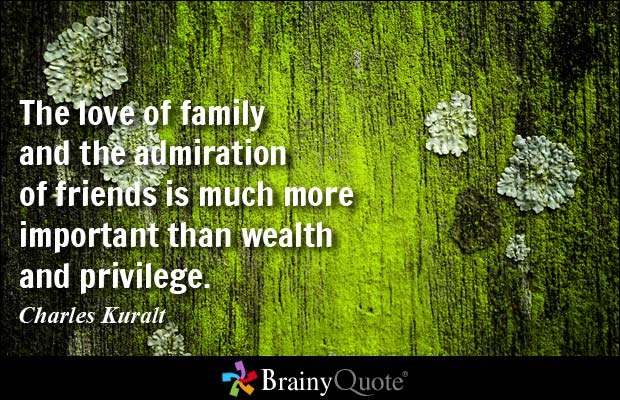 The love of family
and the admiration
of friends is much more
important than wealth
and privilege.
Charles Kuralt
BrainyQuote®